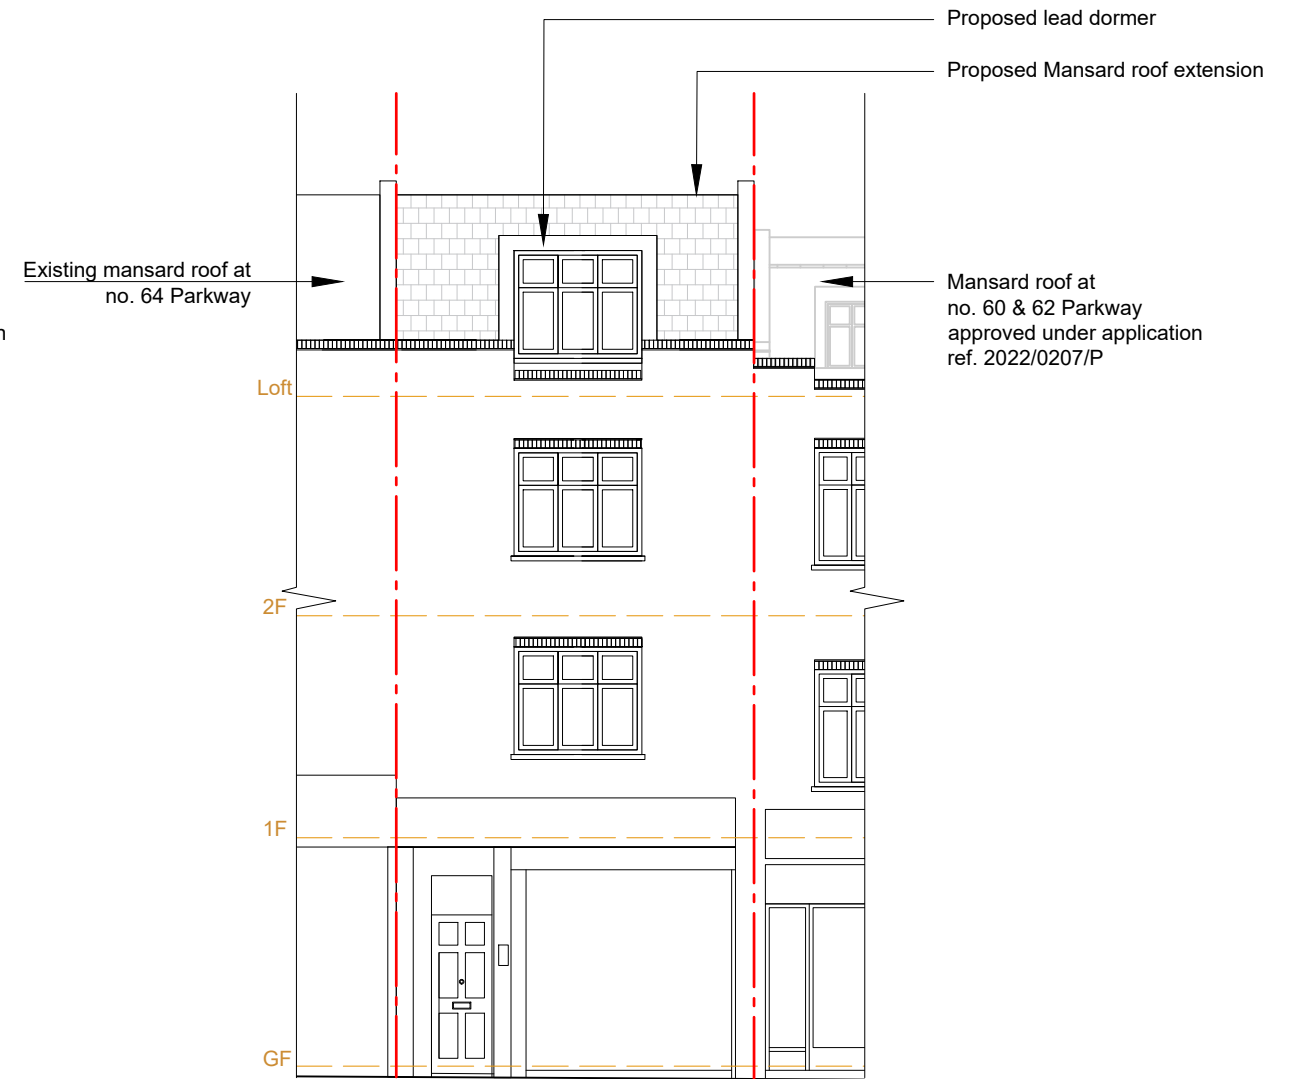 Proposed lead dormer
Proposed Mansard roof extension
Existing mansard roof at
no. 64 Parkway
Mansard roof at
no. 60 & 62 Parkway
approved under application
ref. 2022/0207/P
Loft
2F
1F
GF